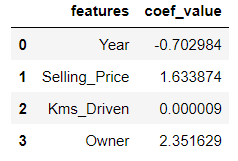 features coef_value
0 Year -0.702984
1 Selling_Price 1.633874
2 Kms_Driven 0.000009
3 Owner 2.351629